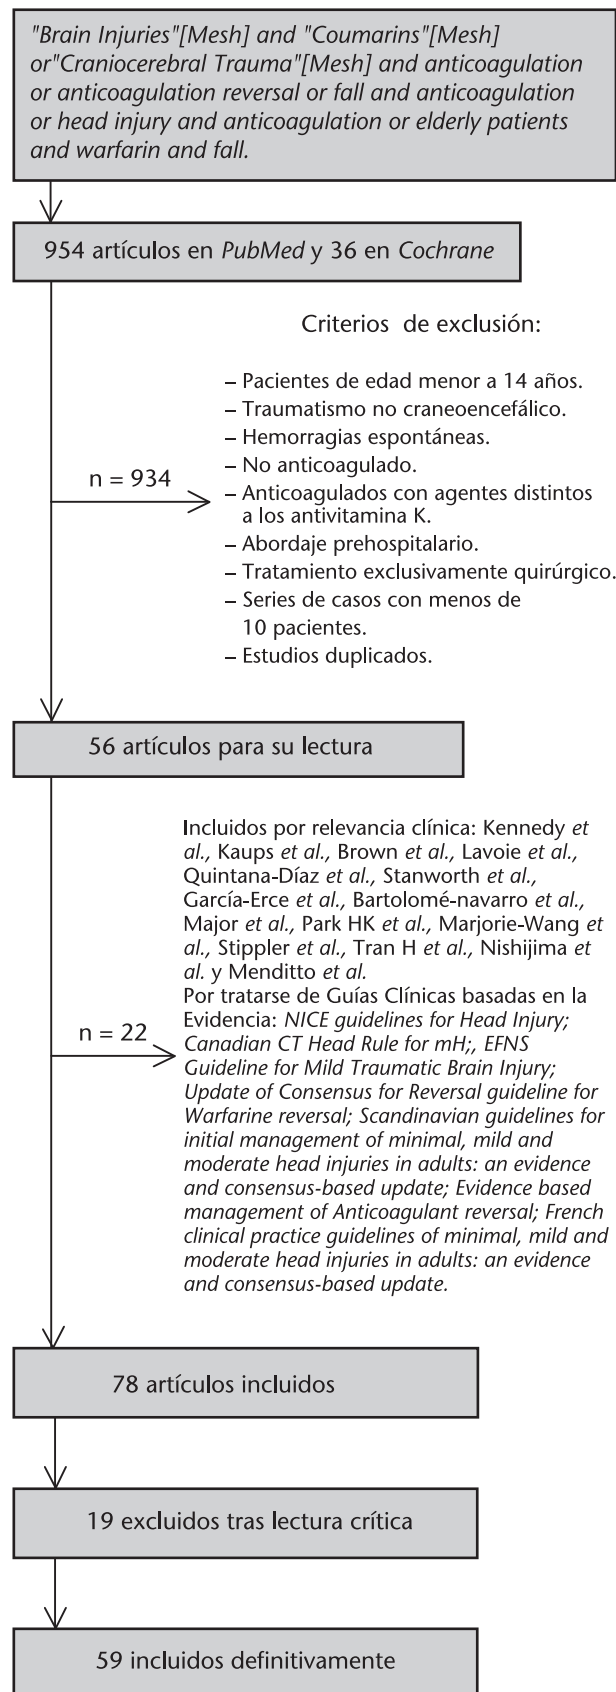 "Brain Injuries"[Mesh] and "Coumarins"[Mesh]
or"Craniocerebral Trauma"[Mesh] and anticoagulation
or anticoagulation reversal or fall and anticoagulation
or head injury and anticoagulation or elderly patients
and warfarin and fall.
954 artículos en PubMed y 36 en Cochrane
Criterios de exclusión:
– Pacientes de edad menor a 14 años.
– Traumatismo no craneoencefálico.
– Hemorragias espontáneas.
– No anticoagulado.
n = 934
– Anticoagulados con agentes distintos
a los antivitamina K.
– Abordaje prehospitalario.
– Tratamiento exclusivamente quirúrgico.
– Series de casos con menos de
10 pacientes.
– Estudios duplicados.
56 artículos para su lectura
Incluidos por relevancia clínica: Kennedy et
al., Kaups et al., Brown et al., Lavoie et al.,
Quintana-Díaz et al., Stanworth et al.,
García-Erce et al., Bartolomé-navarro et al.,
Major et al., Park HK et al., Marjorie-Wang et
al., Stippler et al., Tran H et al., Nishijima et
al. y Menditto et al.
Por tratarse de Guías Clínicas basadas en la
Evidencia: NICE guidelines for Head Injury;
n = 22
Canadian CT Head Rule for mH;, EFNS
Guideline for Mild Traumatic Brain Injury;
Update of Consensus for Reversal guideline for
Warfarine reversal; Scandinavian guidelines for
initial management of minimal, mild and
moderate head injuries in adults: an evidence
and consensus-based update; Evidence based
management of Anticoagulant reversal; French
clinical practice guidelines of minimal, mild and
moderate head injuries in adults: an evidence
and consensus-based update.
78 artículos incluidos
19 excluidos tras lectura crítica
59 incluidos definitivamente